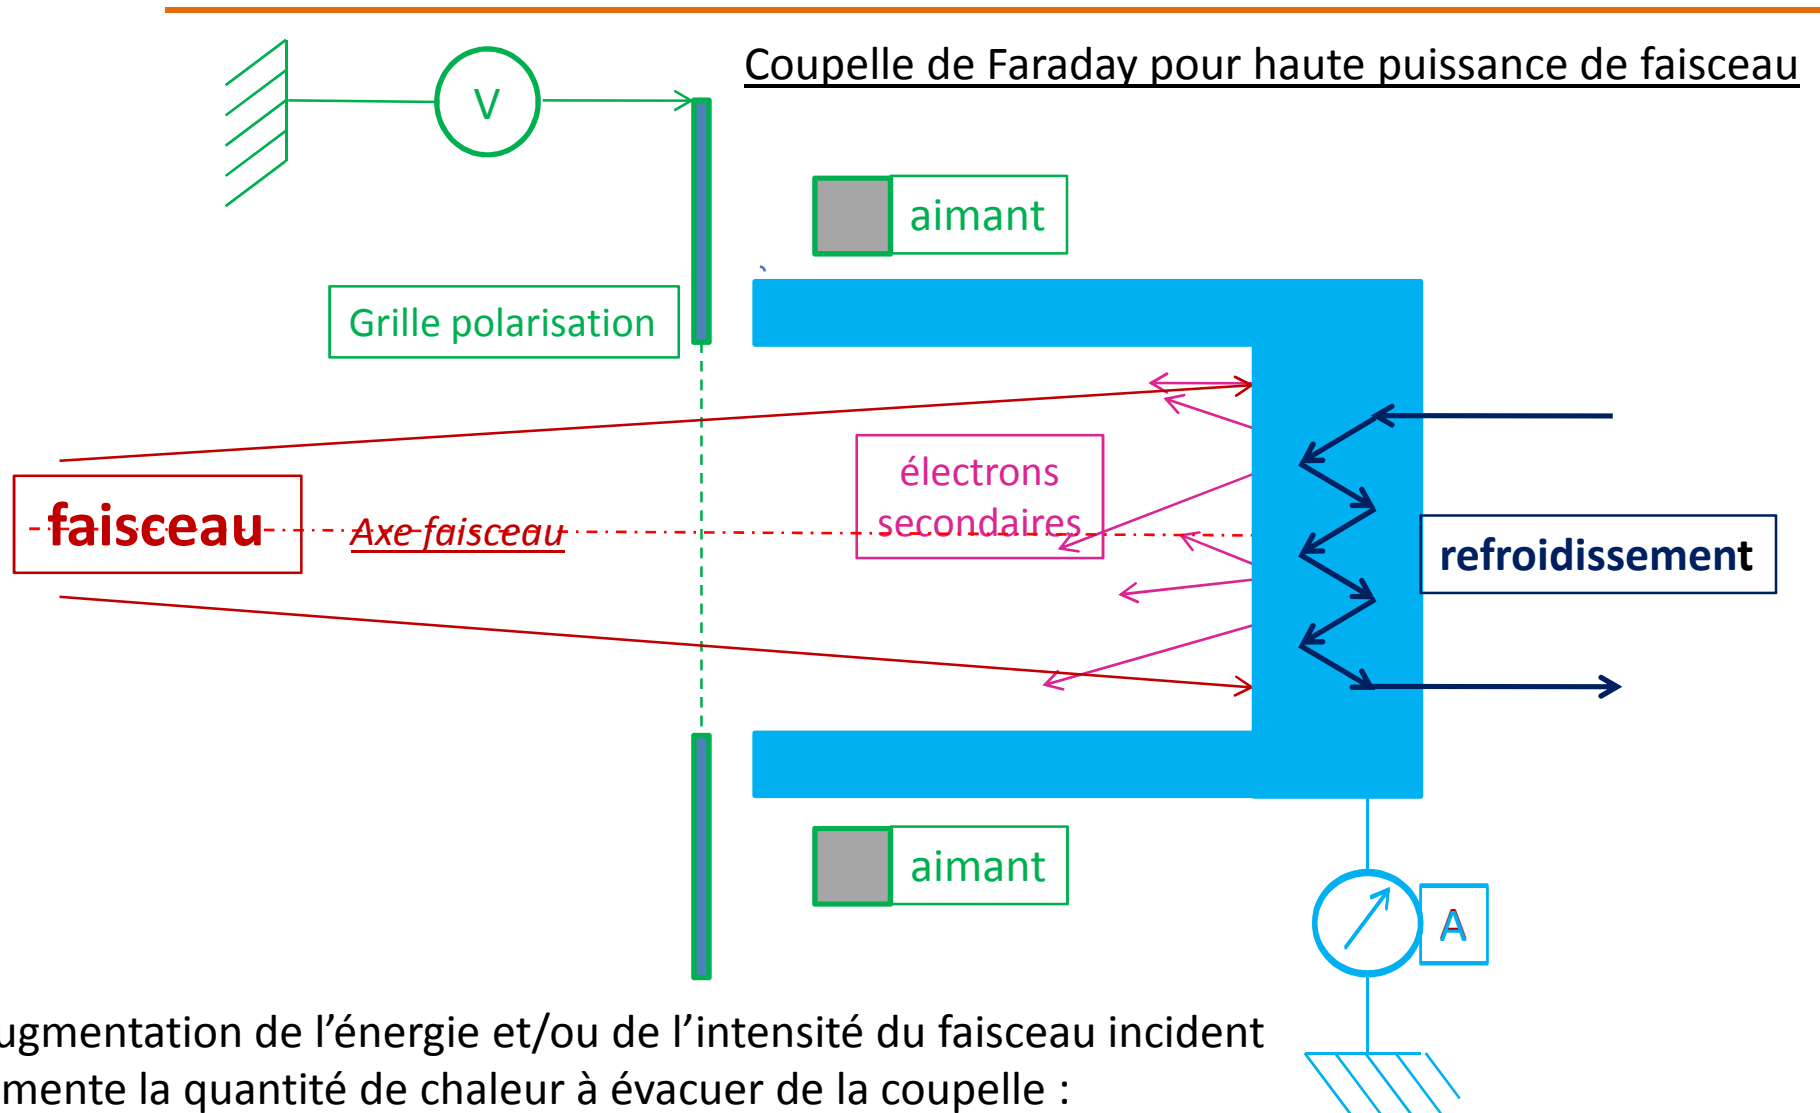 Coupelle de Faraday pour haute puissance de faisceau
V
aimant
Grille polarisation
électrons
secondaires
faisceau
Axe faisceau
refroidissement
aimant
A
ugmentation de l’énergie et/ou de l’intensité du faisceau incident
mente la quantité de chaleur à évacuer de la coupelle :